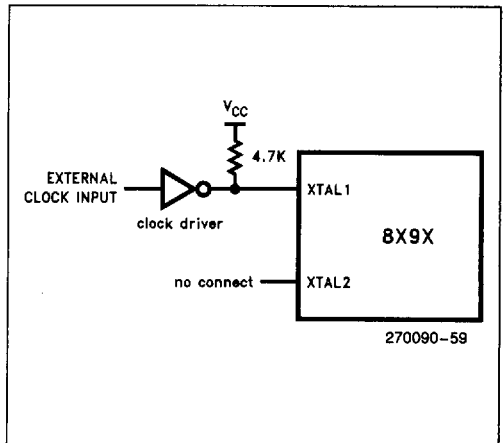 VCC
4.7K
EXTERNAL
CLOCK INPUT
XTAL1
clock driver
8X9X
no connect
XTAL2
270090-59